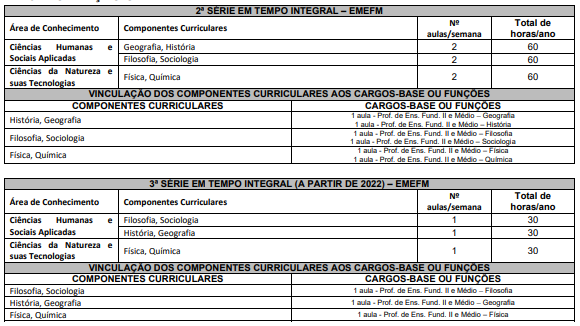 2ª SÉRIE EM TEMPO INTEGRAL – EMEFM
Área de Conhecimento Componentes Curriculares Nº aulas/semana Total de horas/ano
Ciências Humanas e Sociais Aplicadas Geografia, História 2 60
Filosofia, Sociologia 2 60
Ciências da Natureza e suas Tecnologias Física, Química 2 60
VINCULAÇÃO DOS COMPONENTES CURRICULARES AOS CARGOS-BASE OU FUNÇÕES
COMPONENTES CURRICULARES CARGOS-BASE OU FUNÇÕES
História, Geografia 1 aula - Prof. de Ens. Fund. II e Médio – Geografia
1 aula - Prof. de Ens. Fund. II e Médio – História
Filosofia, Sociologia 1 aula - Prof. de Ens. Fund. II e Médio – Filosofia
1 aula - Prof. de Ens. Fund. II e Médio – Sociologia
Física, Química 1 aula - Prof. de Ens. Fund. II e Médio – Física
1 aula - Prof. de Ens. Fund. II e Médio – Química
3ª SÉRIE EM TEMPO INTEGRAL (A PARTIR DE 2022) – EMEFM
Área de Conhecimento Componentes Curriculares Nº aulas/semana Total de horas/ano
Ciências Humanas e Sociais Aplicadas Filosofia, Sociologia 1 30
História, Geografia 1 30
Ciências da Natureza e suas Tecnologias Física, Química 1 30
VINCULAÇÃO DOS COMPONENTES CURRICULARES AOS CARGOS-BASE OU FUNÇÕES
COMPONENTES CURRICULARES CARGOS-BASE OU FUNÇÕES
Filosofia, Sociologia 1 aula - Prof. de Ens. Fund. II e Médio – Filosofia
História, Geografia 1 aula - Prof. de Ens. Fund. II e Médio – Geografia
Física, Química 1 aula - Prof. de Ens. Fund. II e Médio – Física